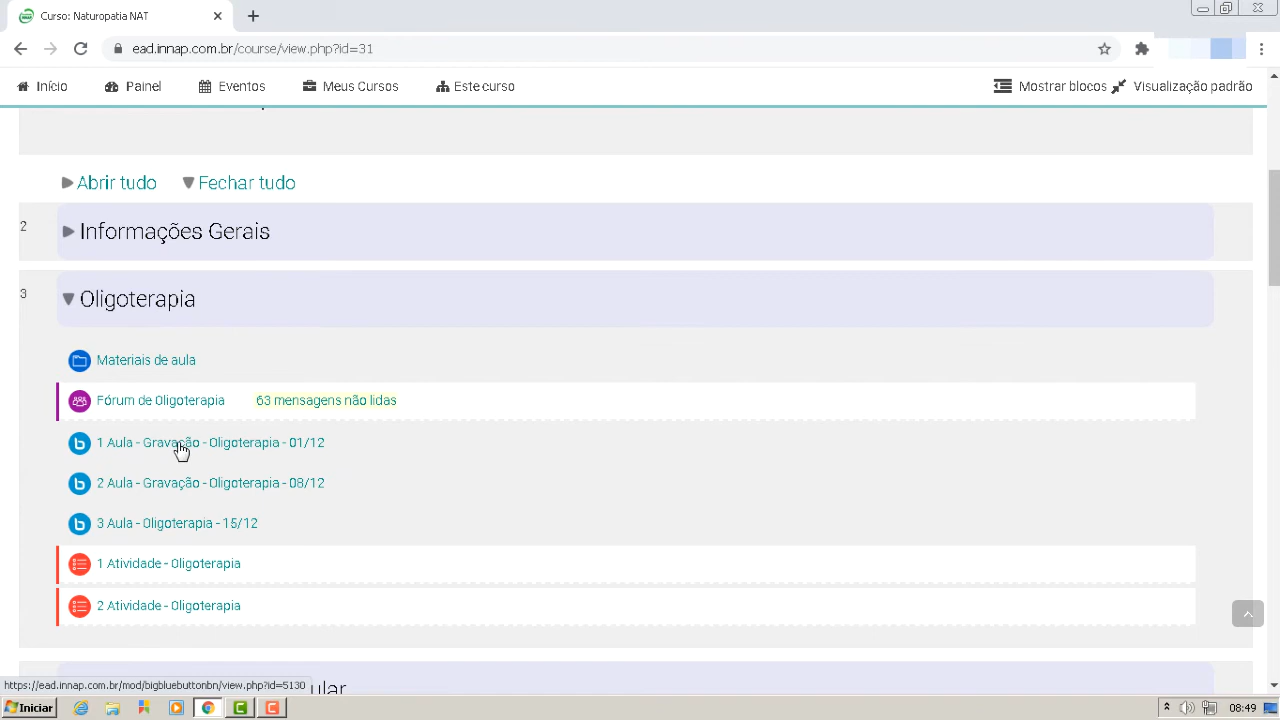 Curso: Naturopatia NAT
ead.innap.com.br/course/view.php?id=31
Início Painel Eventos Meus Cursos Este curso Mostrar blocos Visualização padrão
Abrir tudo Fechar tudo
2 Informações Gerais
3 Oligoterapia
Materiais de aula
Fórum de Oligoterapia 63 mensagens não lidas
1 Aula - Gravação - Oligoterapia - 01/12
2 Aula - Gravação - Oligoterapia - 08/12
3 Aula - Oligoterapia - 15/12
1 Atividade - Oligoterapia
2 Atividade - Oligoterapia
https://ead.innap.com.br/mod/bigbluebuttonbn/view.php?id=5130
Iniciar 08:49